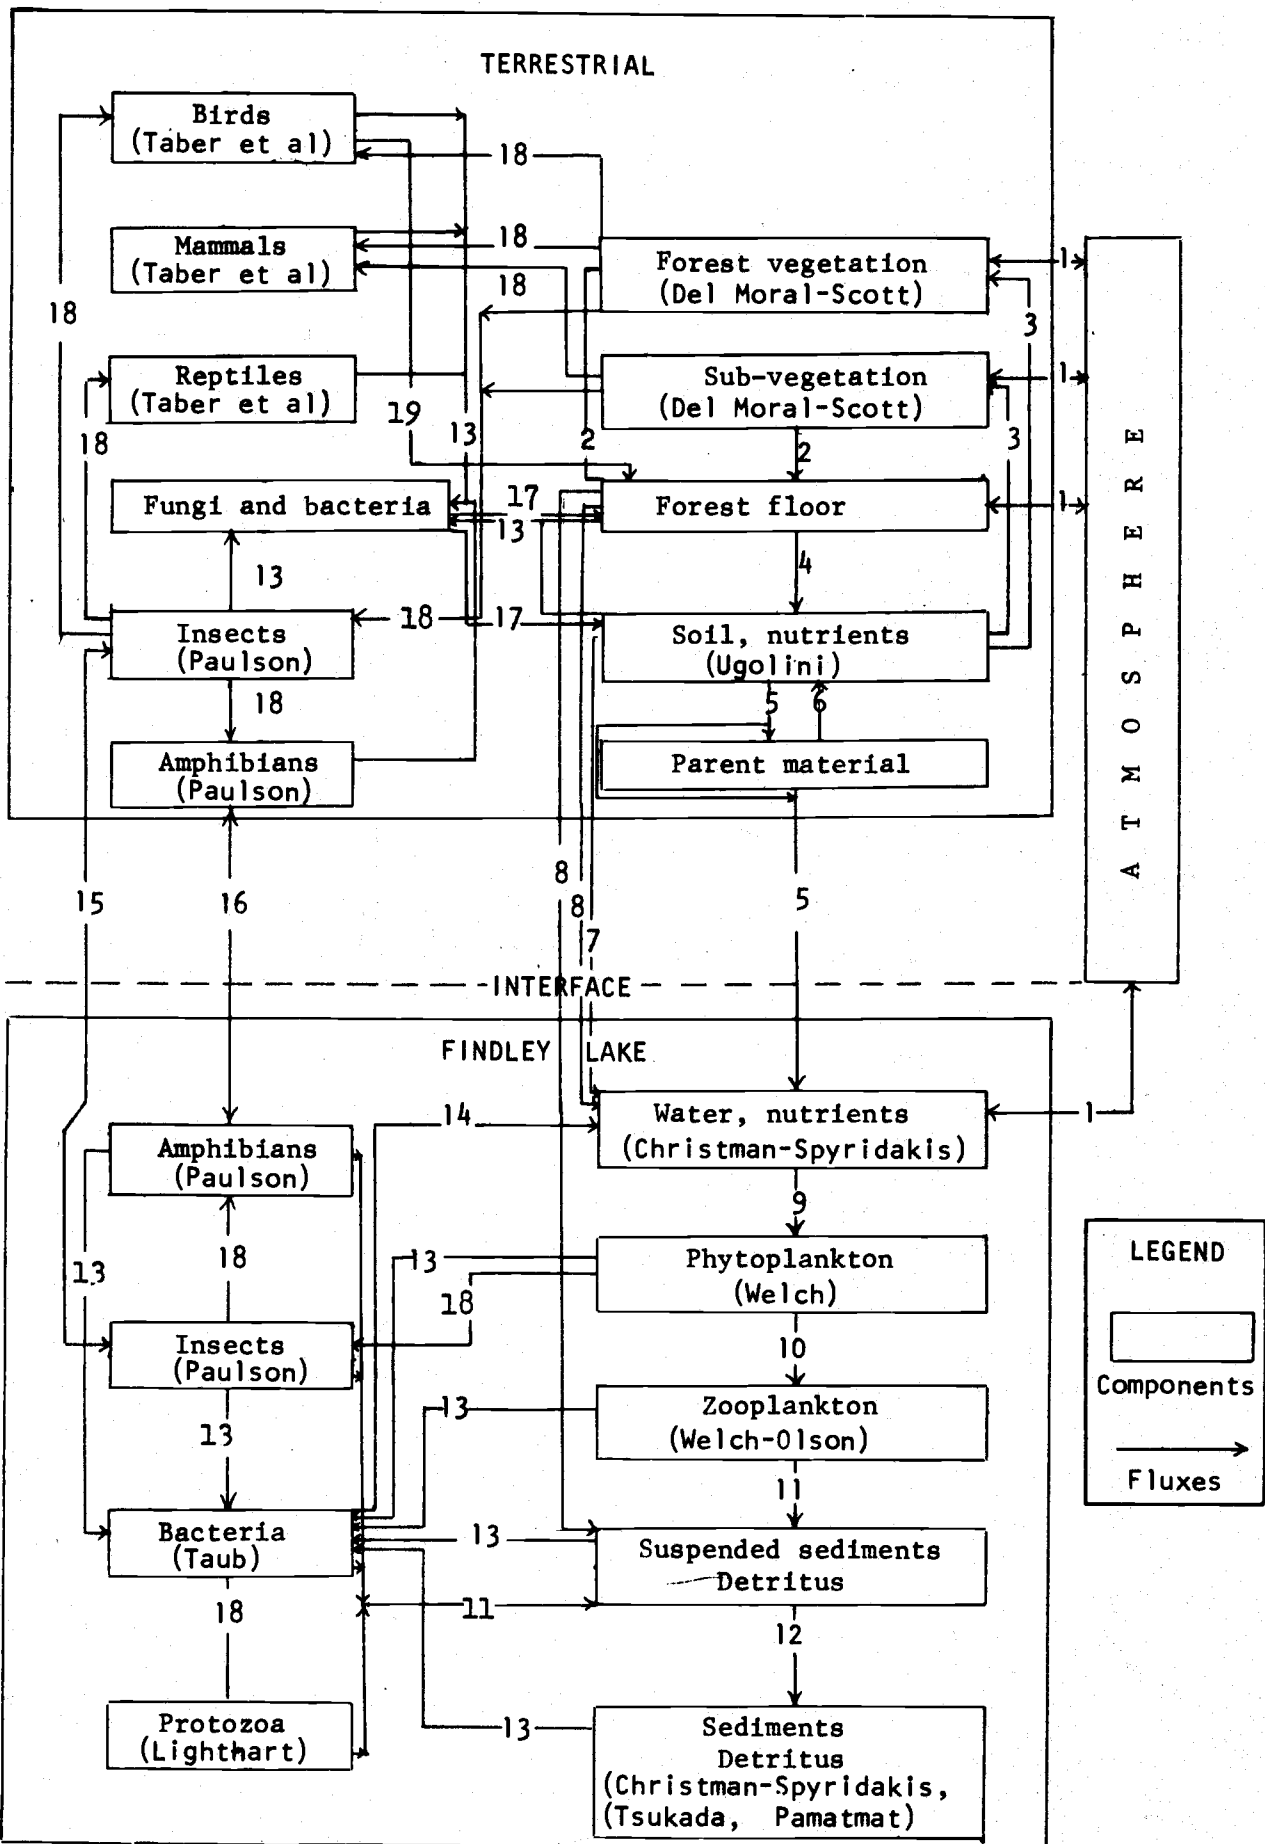 TERRESTRIAL
Birds
(Taber et al)
18
Mammals
(Taber et al)
18
18
18
Forest vegetation
(Del Moral-Scott)
1
3
Reptiles
(Taber et al)
18
19
13
2
Sub-vegetation
(Del Moral-Scott)
1
3
2
Fungi and bacteria
17
13
Forest floor
1
4
13
Insects
(Paulson)
18
17
Soil, nutrients
(Ugolini)
18
5
6
Amphibians
(Paulson)
Parent material
ATMOSPHERE
15
16
8
8
7
5
INTERFACE
FINDLEY LAKE
14
Water, nutrients
(Christman-Spyridakis)
1
Amphibians
(Paulson)
9
13
18
13
18
Phytoplankton
(Welch)
10
Insects
(Paulson)
13
13
Zooplankton
(Welch-Olson)
11
Bacteria
(Taub)
13
Suspended sediments
Detritus
18
11
12
Protozoa
(Lighthart)
13
Sediments
Detritus
(Christman-Spyridakis,
(Tsukada, Pamatmat)
LEGEND
Components
Fluxes